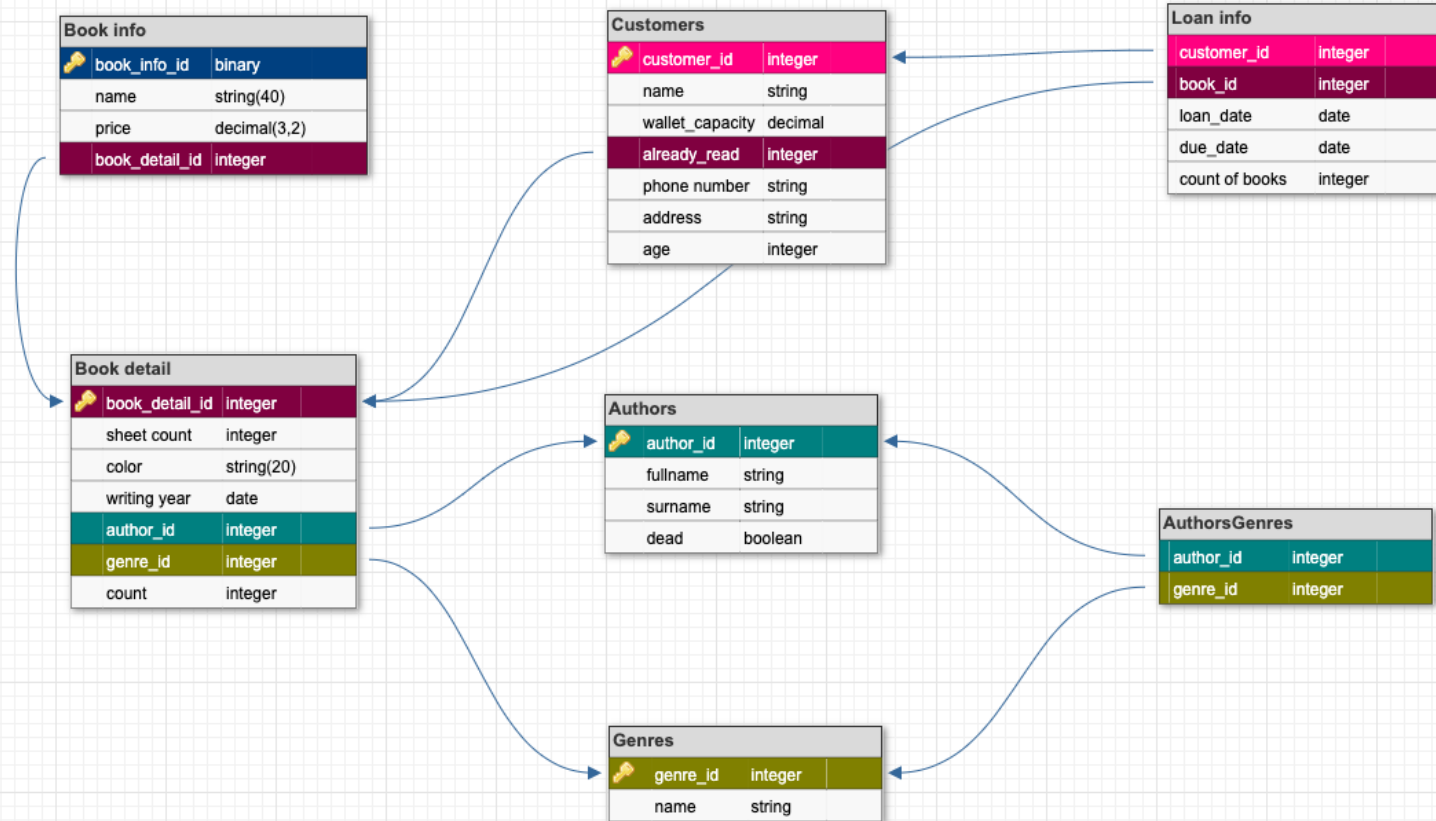 Book info
book_info_id binary
name string(40)
price decimal(3,2)
book_detail_id integer
Customers
customer_id integer
name string
wallet_capacity decimal
already_read integer
phone number string
address string
age integer
Loan info
customer_id integer
book_id integer
loan_date date
due_date date
count of books integer
Book detail
book_detail_id integer
sheet count integer
color string(20)
writing year date
author_id integer
genre_id integer
count integer
Authors
author_id integer
fullname string
surname string
dead boolean
AuthorsGenres
author_id integer
genre_id integer
Genres
genre_id integer
name string